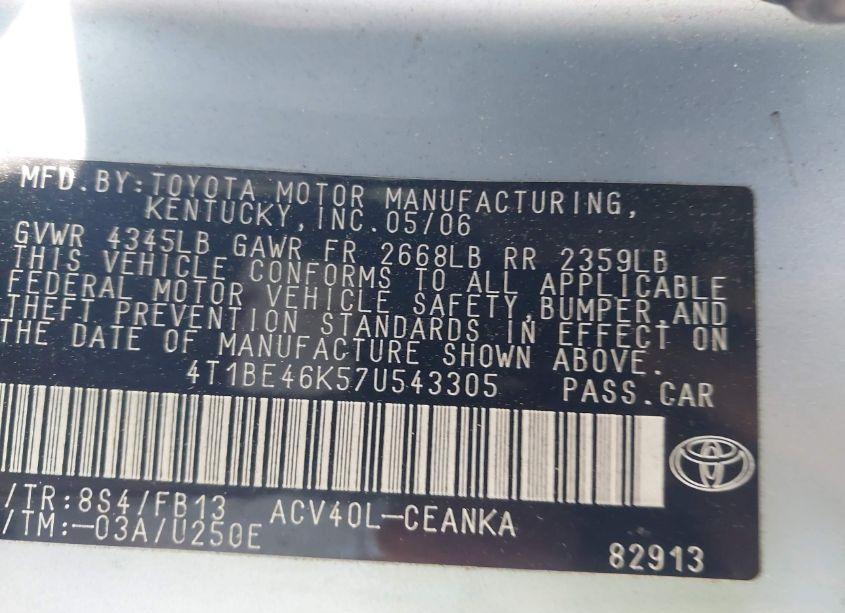 MFD.BY:TOYOTA MOTOR MANUFACTURING,
KENTUCKY, INC.05/06
GVWR 4345LB GAWR FR 2668LB RR 2359LB
THIS VEHICLE CONFORMS TO ALL APPLICABLE
FEDERAL MOTOR VEHICLE SAFETY,BUMPER AND
THEFT PREVENTION STANDARDS IN EFFECT ON
THE DATE OF MANUFACTURE SHOWN ABOVE.
4T1BE46K57U543305 PASS.CAR
/TR:8S4/FB13 ACV40L-CEANKA
/TM:-03A/U250E
82913